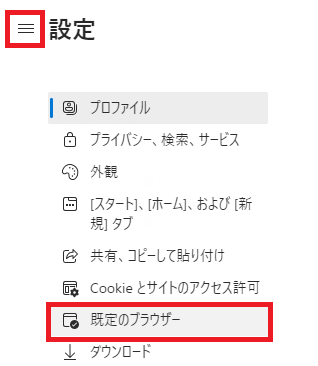 設定
プロファイル
プライバシー、検索、サービス
外観
[スタート]、[ホーム]、および [新
規] タブ
共有、コピーして貼り付け
Cookie とサイトのアクセス許可
既定のブラウザー
ダウンロード